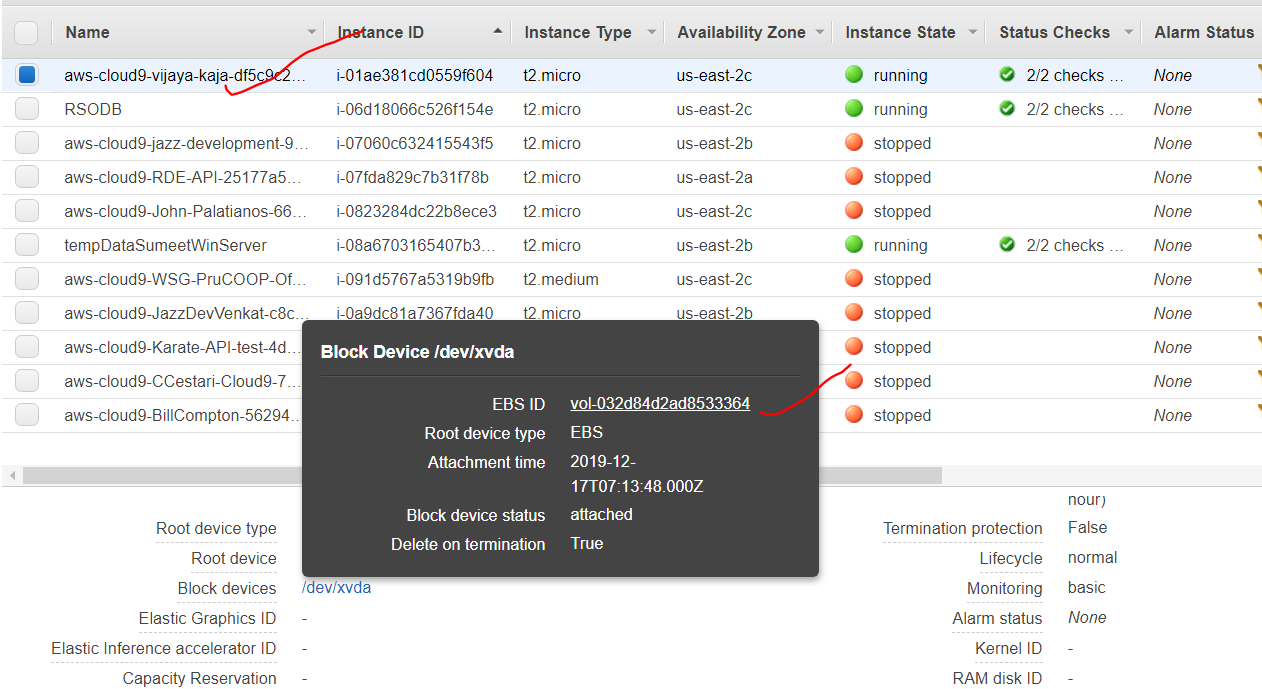 Name Instance ID Instance Type Availability Zone Instance State Status Checks Alarm Status
aws-cloud9-vijaya-kaja-df5c9c2... i-01ae381cd0559f604 t2.micro us-east-2c running 2/2 checks ... None
RSODB i-06d18066c526f154e t2.micro us-east-2c running 2/2 checks ... None
aws-cloud9-jazz-development-9... i-07060c632415543f5 t2.micro us-east-2b stopped None
aws-cloud9-RDE-API-25177a5... i-07fda829c7b31f78b t2.micro us-east-2a stopped None
aws-cloud9-John-Palatianos-66... i-0823284dc22b8ece3 t2.micro us-east-2c stopped None
tempDataSumeetWinServer i-08a6703165407b3... t2.micro us-east-2b running 2/2 checks ... None
aws-cloud9-WSG-PruCOOP-Of... i-091d5767a5319b9fb t2.medium us-east-2c stopped None
aws-cloud9-JazzDevVenkat-c8c... i-0a9dc81a7367fda40 t2.micro us-east-2b stopped None
aws-cloud9-Karate-API-test-4d... stopped None
aws-cloud9-CCestari-Cloud9-7... stopped None
aws-cloud9-BillCompton-56294... stopped None
Block Device /dev/xvda
EBS ID vol-032d84d2ad8533364
Root device type EBS
Attachment time 2019-12-
17T07:13:48.000Z
Block device status attached
Delete on termination True
hour)
Root device type Termination protection False
Root device Lifecycle normal
Block devices /dev/xvda Monitoring basic
Elastic Graphics ID - Alarm status None
Elastic Inference accelerator ID - Kernel ID -
Capacity Reservation - RAM disk ID -